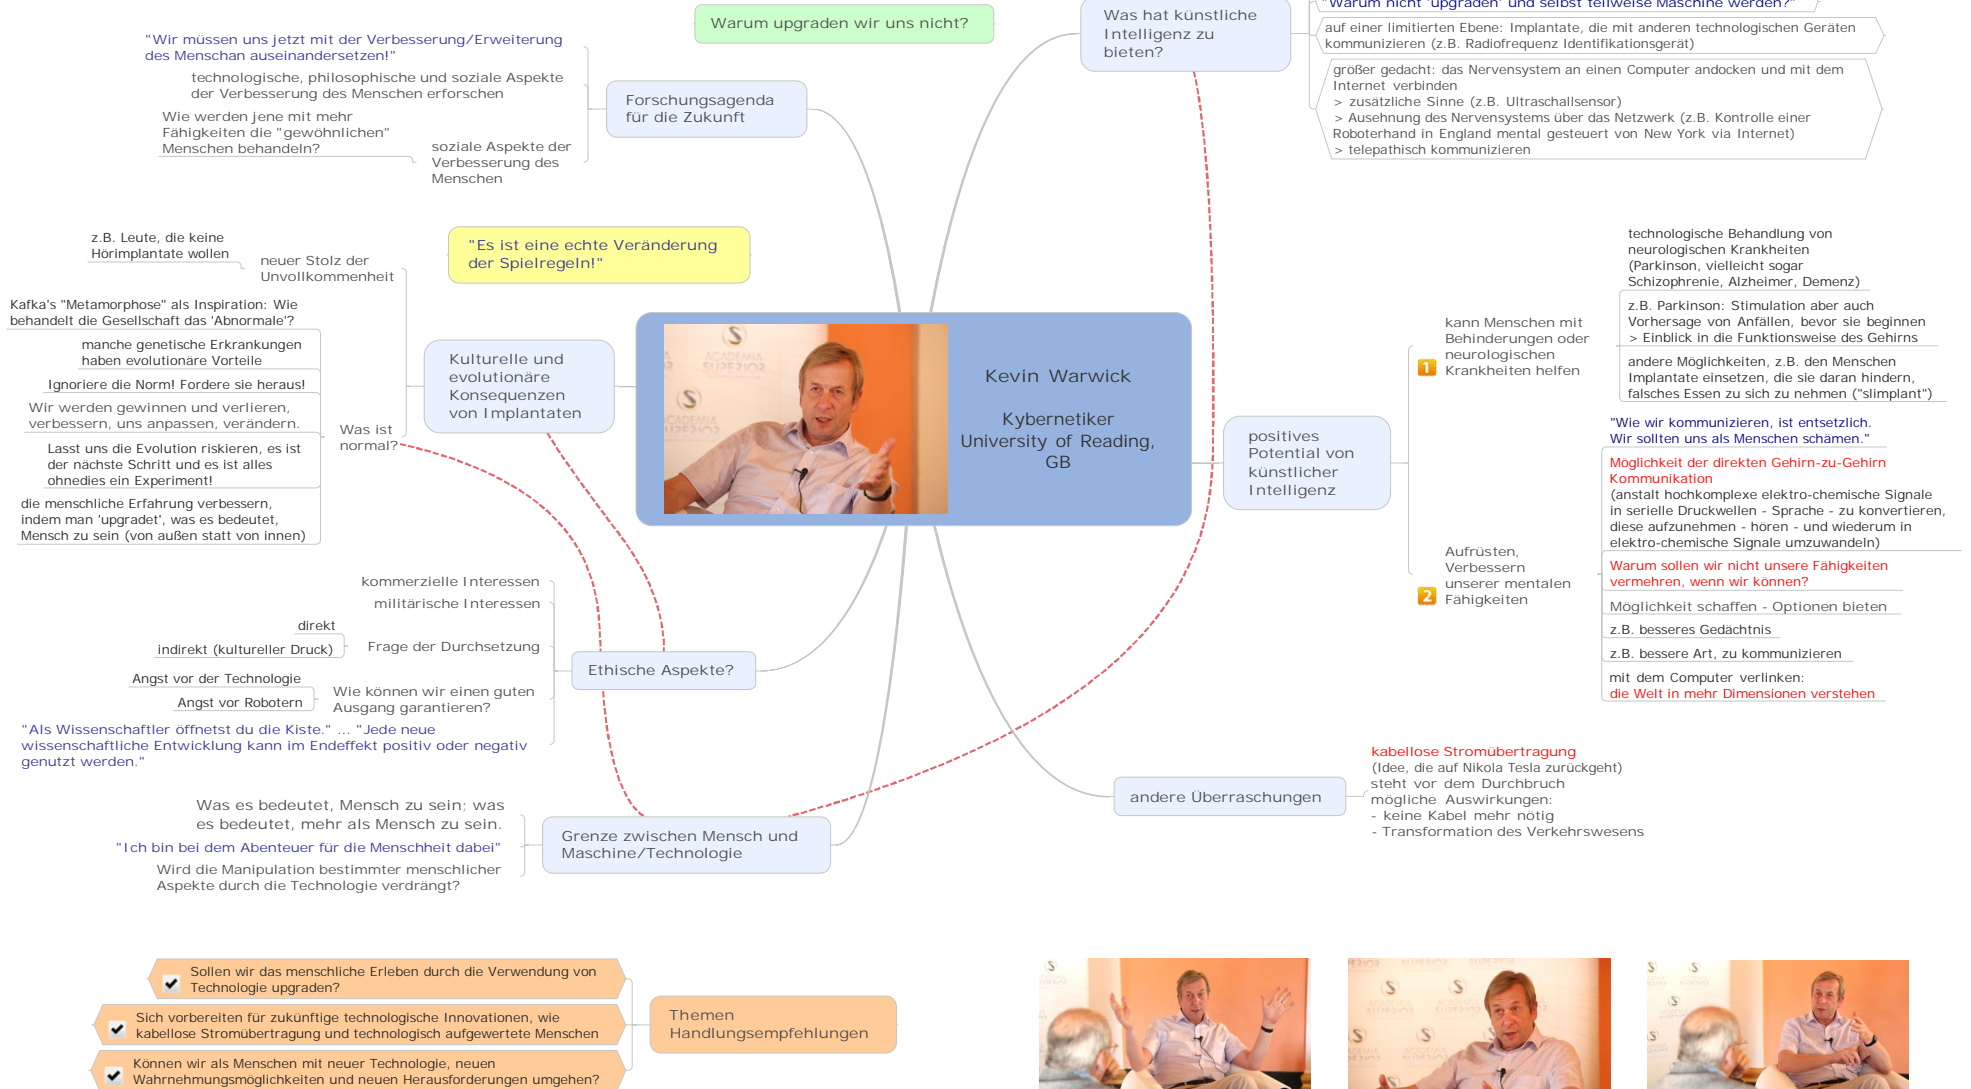 Warum upgraden wir uns nicht?
Was hat künstliche
Intelligenz zu
bieten?
"Warum nicht 'upgraden' und selbst teilweise Maschine werden?"
auf einer limitierten Ebene: Implantate, die mit anderen technologischen Geräten
kommunizieren (z.B. Radiofrequenz Identifikationsgerät)
größer gedacht: das Nervensystem an einen Computer andocken und mit dem
Internet verbinden
> zusätzliche Sinne (z.B. Ultraschallsensor)
> Ausehnung des Nervensystems über das Netzwerk (z.B. Kontrolle einer
Roboterhand in England mental gesteuert von New York via Internet)
> telepathisch kommunizieren
"Wir müssen uns jetzt mit der Verbesserung/Erweiterung
des Menschan auseinandersetzen!"
technologische, philosophische und soziale Aspekte
der Verbesserung des Menschen erforschen
Wie werden jene mit mehr
Fähigkeiten die "gewöhnlichen"
Menschen behandeln?
soziale Aspekte der
Verbesserung des
Menschen
Forschungsagenda
für die Zukunft
"Es ist eine echte Veränderung
der Spielregeln!"
z.B. Leute, die keine
Hörimplantate wollen
neuer Stolz der
Unvollkommenheit
Kafka's "Metamorphose" als Inspiration: Wie
behandelt die Gesellschaft das 'Abnormale'?
manche genetische Erkrankungen
haben evolutionäre Vorteile
Ignoriere die Norm! Fordere sie heraus!
Wir werden gewinnen und verlieren,
verbessern, uns anpassen, verändern.
Lasst uns die Evolution riskieren, es ist
der nächste Schritt und es ist alles
ohnedies ein Experiment!
die menschliche Erfahrung verbessern,
indem man 'upgradet', was es bedeutet,
Mensch zu sein (von außen statt von innen)
Was ist
normal?
Kulturelle und
evolutionäre
Konsequenzen
von Implantaten
ACADEMIA
SUPERIOR
Kevin Warwick
Kybernetiker
University of Reading,
GB
positives
Potential von
künstlicher
Intelligenz
1
kann Menschen mit
Behinderungen oder
neurologischen
Krankheiten helfen
technologische Behandlung von
neurologischen Krankheiten
(Parkinson, vielleicht sogar
Schizophrenie, Alzheimer, Demenz)
z.B. Parkinson: Stimulation aber auch
Vorhersage von Anfällen, bevor sie beginnen
> Einblick in die Funktionsweise des Gehirns
andere Möglichkeiten, z.B. den Menschen
Implantate einsetzen, die sie daran hindern,
falsches Essen zu sich zu nehmen ("slimplant")
2
Aufrüsten,
Verbessern
unserer mentalen
Fähigkeiten
"Wie wir kommunizieren, ist entsetzlich.
Wir sollten uns als Menschen schämen."
Möglichkeit der direkten Gehirn-zu-Gehirn
Kommunikation
(anstalt hochkomplexe elektro-chemische Signale
in serielle Druckwellen - Sprache - zu konvertieren,
diese aufzunehmen - hören - und wiederum in
elektro-chemische Signale umzuwandeln)
Warum sollen wir nicht unsere Fähigkeiten
vermehren, wenn wir können?
Möglichkeit schaffen - Optionen bieten
z.B. besseres Gedächtnis
z.B. bessere Art, zu kommunizieren
mit dem Computer verlinken:
die Welt in mehr Dimensionen verstehen
kommerzielle Interessen
militärische Interessen
direkt
indirekt (kultureller Druck)
Frage der Durchsetzung
Angst vor der Technologie
Angst vor Robotern
Wie können wir einen guten
Ausgang garantieren?
"Als Wissenschaftler öffnetst du die Kiste." ... "Jede neue
wissenschaftliche Entwicklung kann im Endeffekt positiv oder negativ
genutzt werden."
Ethische Aspekte?
andere Überraschungen
kabellose Stromübertragung
(Idee, die auf Nikola Tesla zurückgeht)
steht vor dem Durchbruch
mögliche Auswirkungen:
- keine Kabel mehr nötig
- Transformation des Verkehrswesens
Was es bedeutet, Mensch zu sein; was
es bedeutet, mehr als Mensch zu sein.
"Ich bin bei dem Abenteuer für die Menschheit dabei"
Wird die Manipulation bestimmter menschlicher
Aspekte durch die Technologie verdrängt?
Grenze zwischen Mensch und
Maschine/Technologie
Sollen wir das menschliche Erleben durch die Verwendung von
Technologie upgraden?
Sich vorbereiten für zukünftige technologische Innovationen, wie
kabellose Stromübertragung und technologisch aufgewertete Menschen
Können wir als Menschen mit neuer Technologie, neuen
Wahrnehmungsmöglichkeiten und neuen Herausforderungen umgehen?
Themen
Handlungsempfehlungen